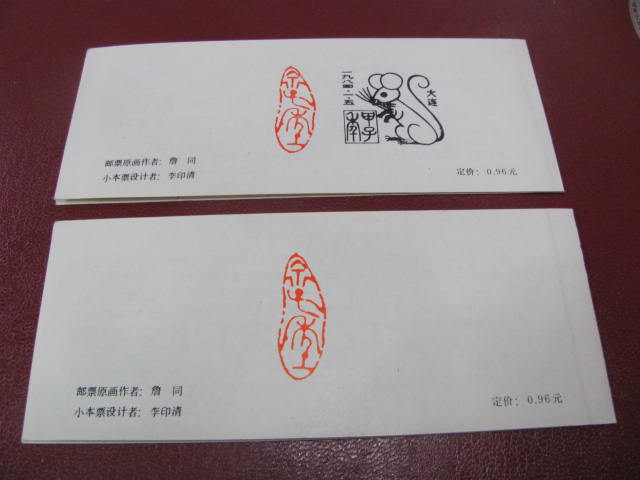 一九八四·一·五
大连
甲子
年
邮票原画作者：詹 同
小本票设计者：李印清
定价：0.96元
邮票原画作者：詹 同
小本票设计者：李印清
定价：0.96元